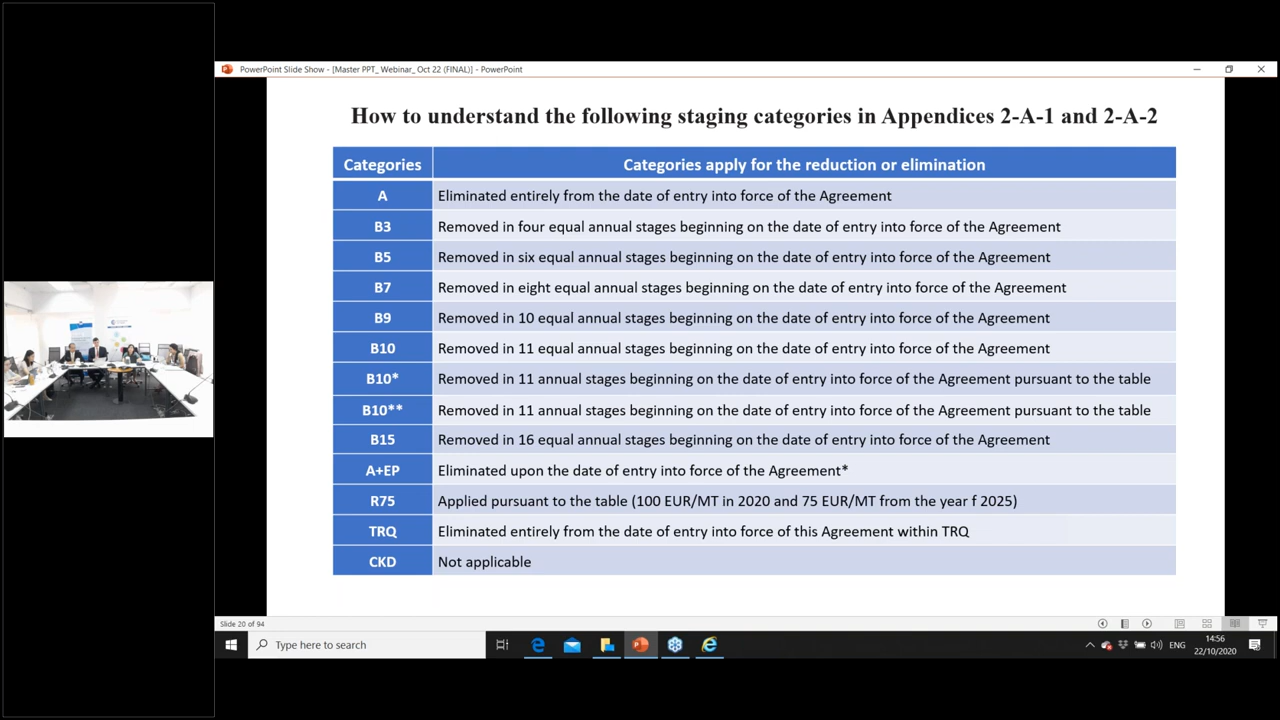 PowerPoint Slide Show - [Master PPT_ Webinar_ Oct 22 (FINAL)] - PowerPoint
How to understand the following staging categories in Appendices 2-A-1 and 2-A-2
Categories Categories apply for the reduction or elimination
A Eliminated entirely from the date of entry into force of the Agreement
B3 Removed in four equal annual stages beginning on the date of entry into force of the Agreement
B5 Removed in six equal annual stages beginning on the date of entry into force of the Agreement
B7 Removed in eight equal annual stages beginning on the date of entry into force of the Agreement
B9 Removed in 10 equal annual stages beginning on the date of entry into force of the Agreement
B10 Removed in 11 equal annual stages beginning on the date of entry into force of the Agreement
B10* Removed in 11 annual stages beginning on the date of entry into force of the Agreement pursuant to the table
B10** Removed in 11 annual stages beginning on the date of entry into force of the Agreement pursuant to the table
B15 Removed in 16 equal annual stages beginning on the date of entry into force of the Agreement
A+EP Eliminated upon the date of entry into force of the Agreement*
R75 Applied pursuant to the table (100 EUR/MT in 2020 and 75 EUR/MT from the year f 2025)
TRQ Eliminated entirely from the date of entry into force of this Agreement within TRQ
CKD Not applicable
Slide 20 of 94
Type here to search
ENG
14:56
22/10/2020